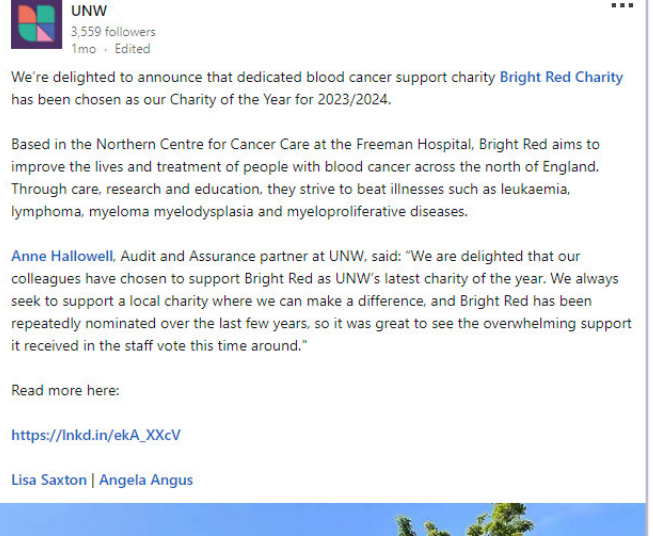 UNW
3,559 followers
1mo · Edited
We're delighted to announce that dedicated blood cancer support charity Bright Red Charity
has been chosen as our Charity of the Year for 2023/2024.
Based in the Northern Centre for Cancer Care at the Freeman Hospital, Bright Red aims to
improve the lives and treatment of people with blood cancer across the north of England.
Through care, research and education, they strive to beat illnesses such as leukaemia,
lymphoma, myeloma myelodysplasia and myeloproliferative diseases.
Anne Hallowell, Audit and Assurance partner at UNW, said: "We are delighted that our
colleagues have chosen to support Bright Red as UNW's latest charity of the year. We always
seek to support a local charity where we can make a difference, and Bright Red has been
repeatedly nominated over the last few years, so it was great to see the overwhelming support
it received in the staff vote this time around."
Read more here:
https://lnkd.in/ekA_XXcV
Lisa Saxton | Angela Angus